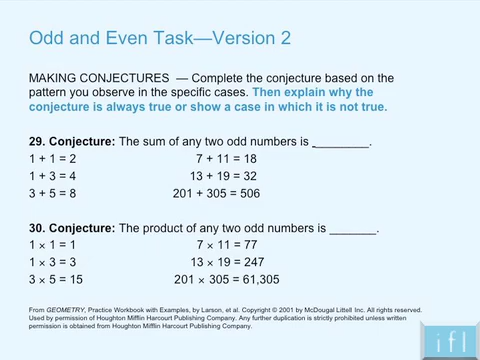 Odd and Even Task—Version 2
MAKING CONJECTURES — Complete the conjecture based on the
pattern you observe in the specific cases. Then explain why the
conjecture is always true or show a case in which it is not true.
29. Conjecture: The sum of any two odd numbers is ________.
1 + 1 = 2 7 + 11 = 18
1 + 3 = 4 13 + 19 = 32
3 + 5 = 8 201 + 305 = 506
30. Conjecture: The product of any two odd numbers is _______.
1 × 1 = 1 7 × 11 = 77
1 × 3 = 3 13 × 19 = 247
3 × 5 = 15 201 × 305 = 61,305
From GEOMETRY, Practice Workbook with Examples, by Larson, et al. Copyright © 2001 by McDougal Littell Inc. All rights reserved.
Used by permission of Houghton Mifflin Harcourt Publishing Company. Any further duplication is strictly prohibited unless written
permission is obtained from Houghton Mifflin Harcourt Publishing Company.
ifl